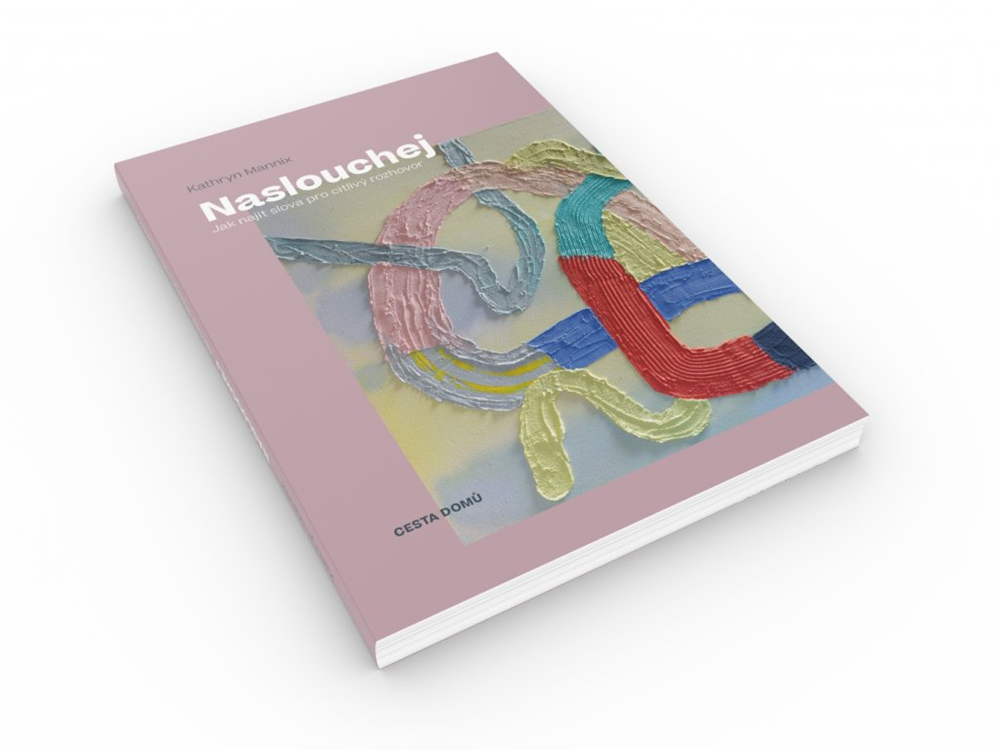 Kathryn Mannix
Naslouchej
Jak najít slova pro citlivý rozhovor
CESTA DOMŮ